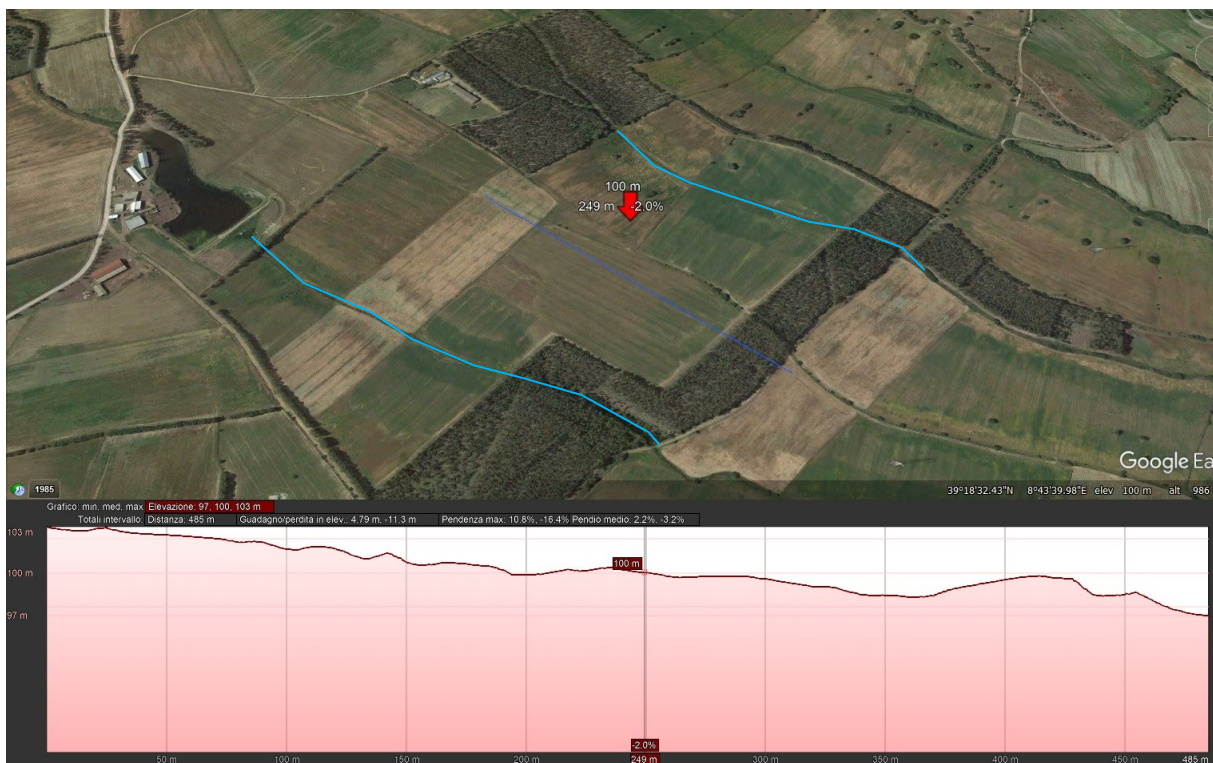 100 m
249 m -2.0%
Google Ea
1985
39°18'32.43"N 8°43'39.98"E elev 100 m alt 986
Grafico: min. med. max Elevazione: 97, 100, 103 m
Totali intervallo: Distanza: 485 m Guadagno/perdita in elev.: 4.79 m, -11.3 m Pendenza max: 10.8%, -16.4% Pendio medio: 2.2%, -3.2%
103 m
100 m
100 m
97 m
-2.0%
50 m 100 m 150 m 200 m 249 m 300 m 350 m 400 m 450 m 485 m